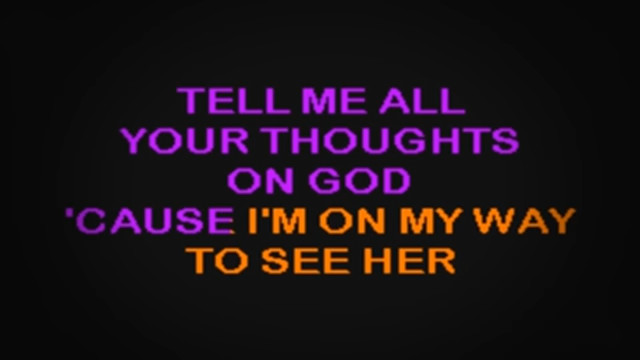 TELL ME ALL
YOUR THOUGHTS
ON GOD
'CAUSE I'M ON MY WAY
TO SEE HER